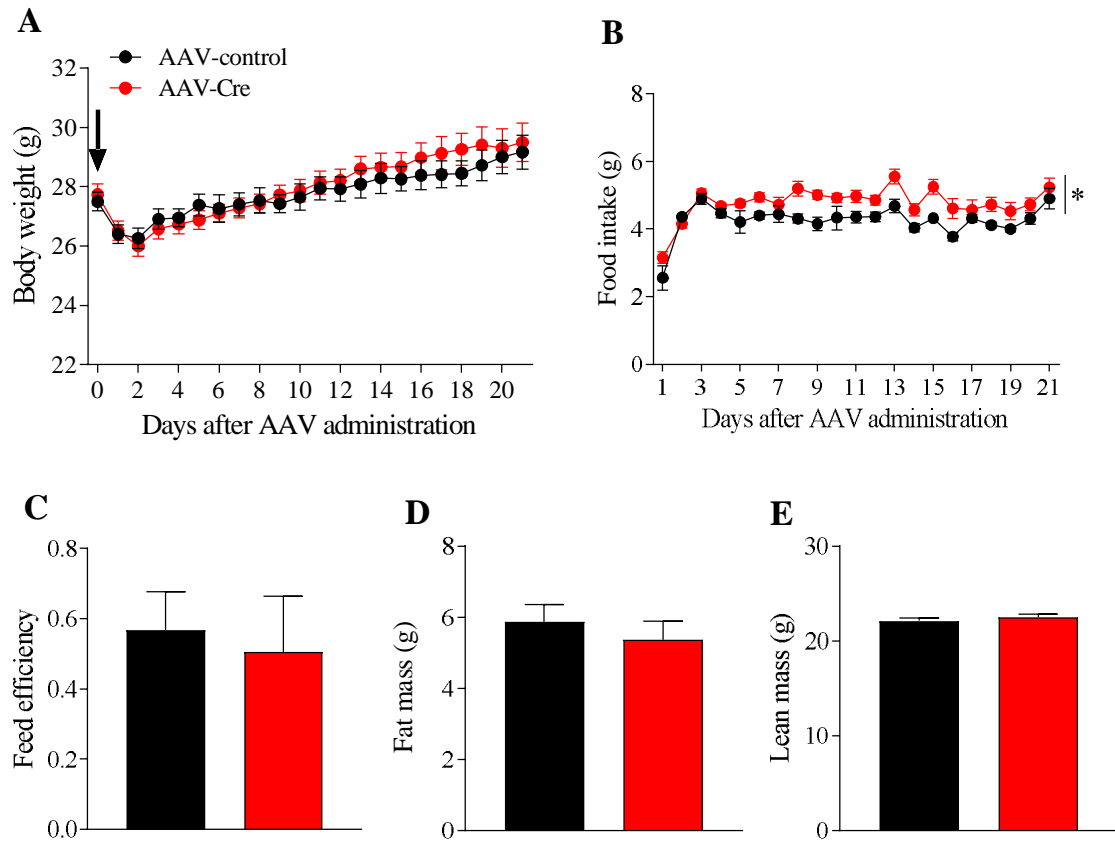 A
AAV-control
AAV-Cre
32
30
28
26
24
22
Body weight (g)
0 2 4 6 8 10 12 14 16 18 20
Days after AAV administration
B
8
6
4
2
0
Food intake (g)
*
1 3 5 7 9 11 13 15 17 19 21
Days after AAV administration
C
0.8
0.6
0.4
0.2
0.0
Feed efficiency
D
8
6
4
2
0
Fat mass (g)
E
30
20
10
0
Lean mass (g)